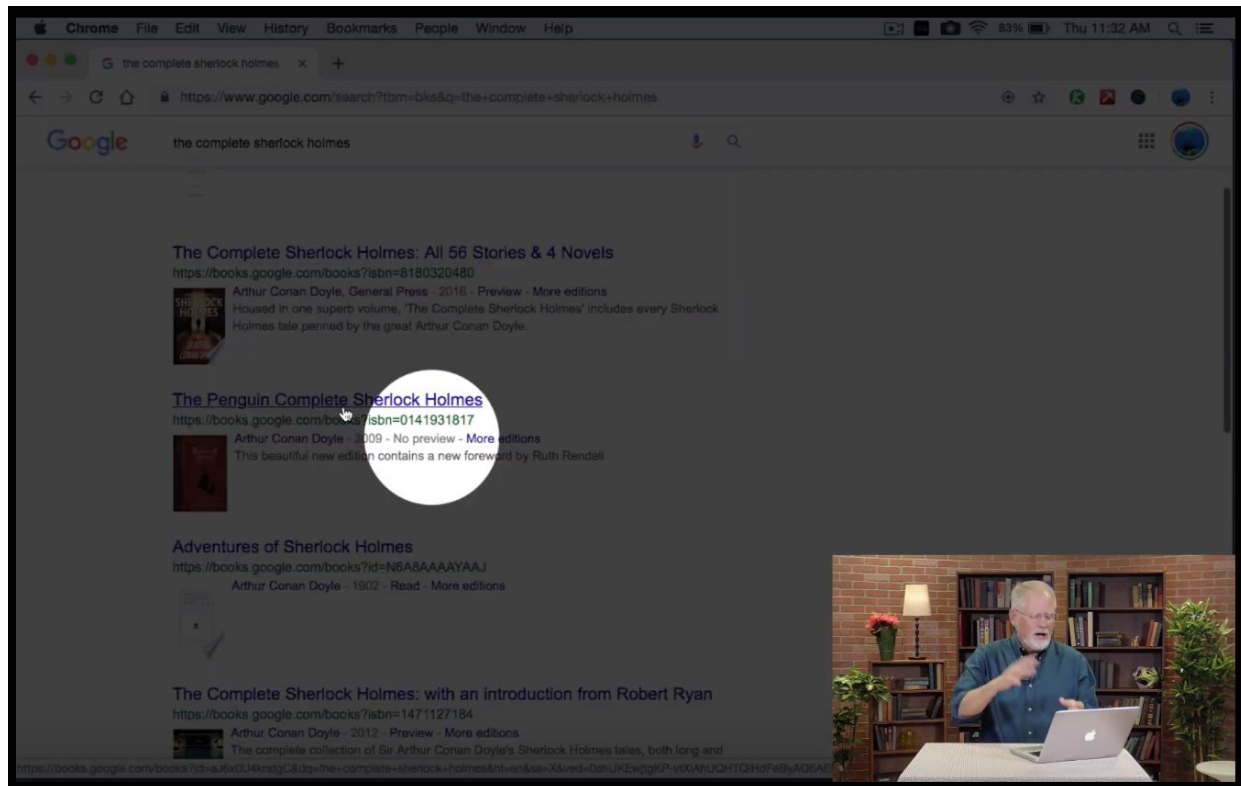 Chrome File Edit View History Bookmarks People Window Help 83% Thu 11:32 AM
G the complete sherlock holmes × +
https://www.google.com/search?tbm=bks&q=the+complete+sherlock+holmes
Google the complete sherlock holmes
The Complete Sherlock Holmes: All 56 Stories & 4 Novels
https://books.google.com/books?isbn=8180320480
Arthur Conan Doyle, General Press - 2016 - Preview - More editions
Housed in one superb volume, 'The Complete Sherlock Holmes' includes every Sherlock
Holmes tale penned by the great Arthur Conan Doyle.
SHERLOCK
HOLMES
The Penguin Complete Sherlock Holmes
https://books.google.com/books?isbn=0141931817
Arthur Conan Doyle - 2009 - No preview - More editions
This beautiful new edition contains a new foreword by Ruth Rendell
Adventures of Sherlock Holmes
https://books.google.com/books?id=N6A8AAAAYAAJ
Arthur Conan Doyle - 1902 - Read - More editions
The Complete Sherlock Holmes: with an introduction from Robert Ryan
https://books.google.com/books?isbn=1471127184
Arthur Conan Doyle - 2012 - Preview - More editions
The complete collection of Sir Arthur Conan Doyle's Sherlock Holmes tales, both long and